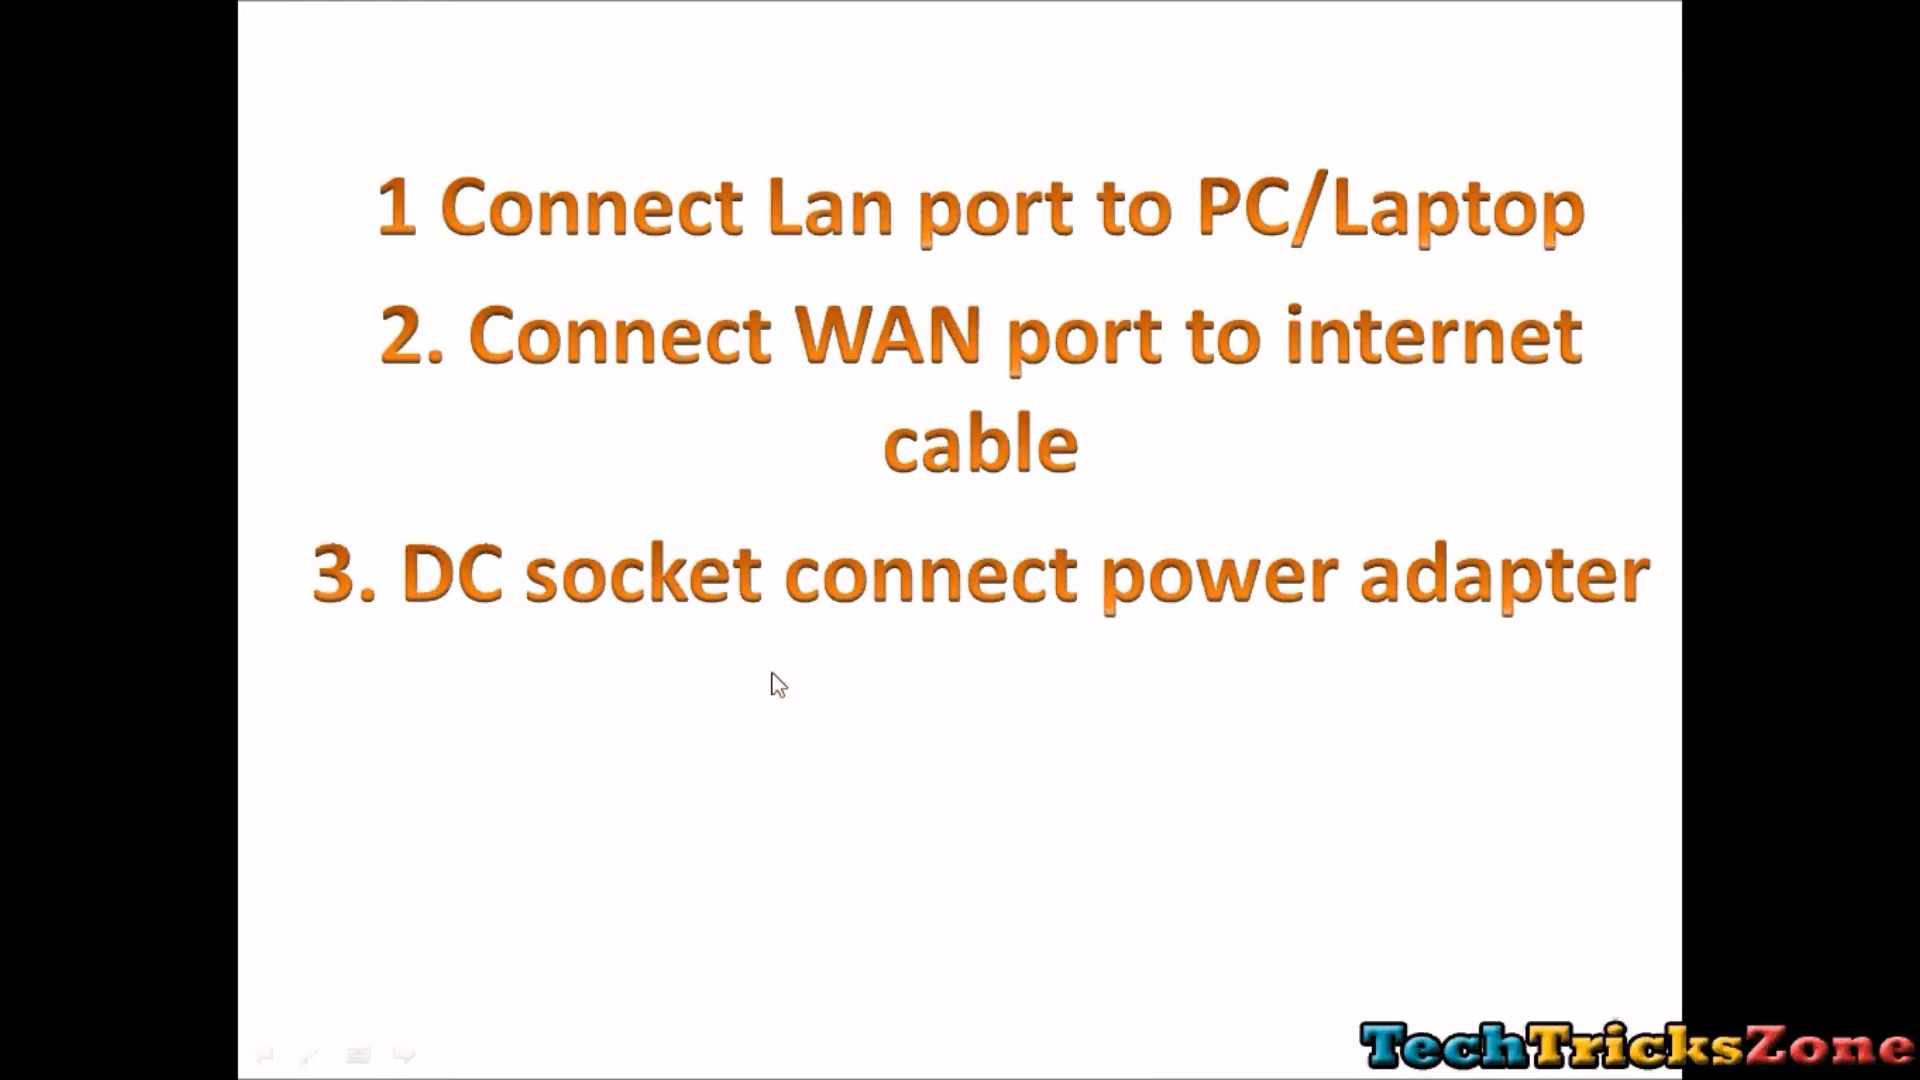 1 Connect Lan port to PC/Laptop
2. Connect WAN port to internet
cable
3. DC socket connect power adapter
TechTricksZone